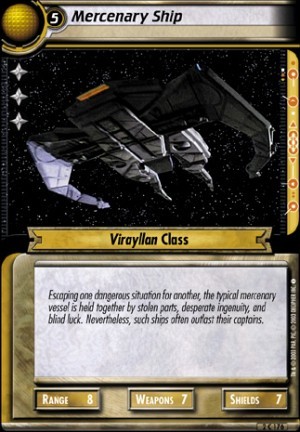 5 Mercenary Ship
Virayllan Class
Escaping one dangerous situation for another, the typical mercenary
vessel is held together by stolen parts, desperate ingenuity, and
blind luck. Nevertheless, such ships often outlast their captains.
RANGE 8 WEAPONS 7 SHIELDS 7